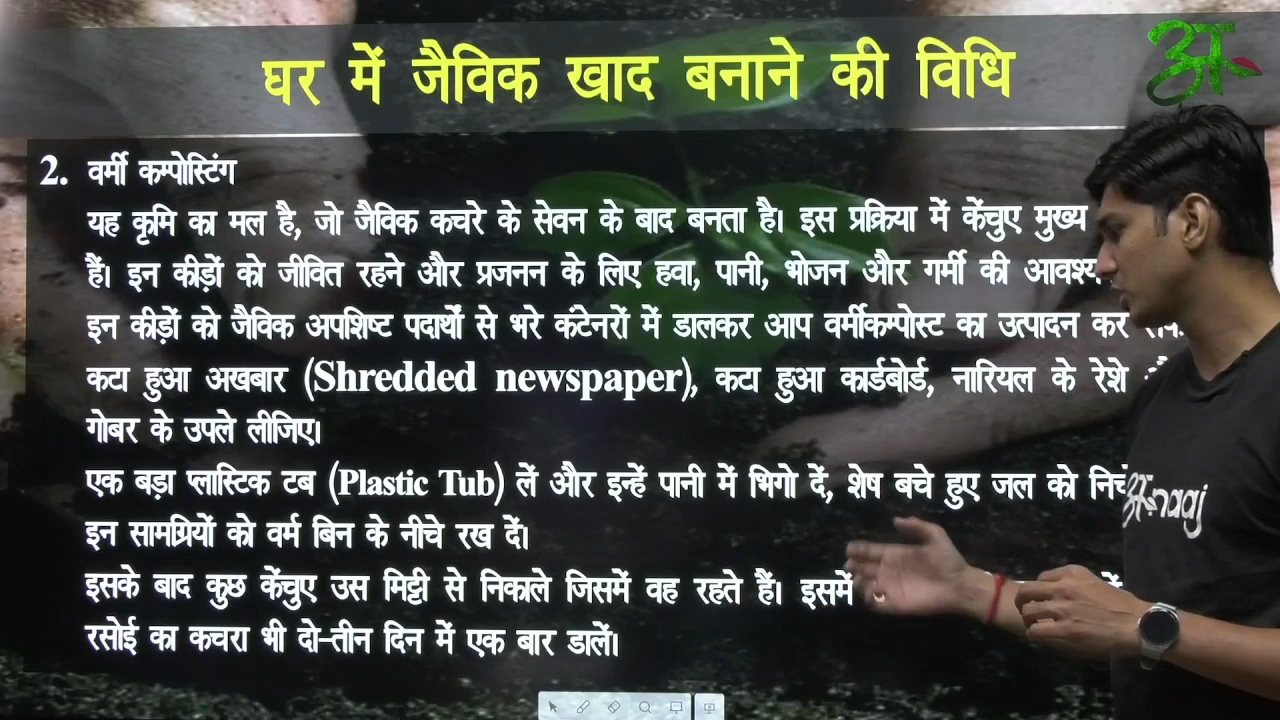 अ
घर में जैविक खाद बनाने की विधि
2. वर्मी कम्पोस्टिंग
यह कृमि का मल है, जो जैविक कचरे के सेवन के बाद बनता है। इस प्रक्रिया में केंचुए मुख्य
हैं। इन कीड़ों को जीवित रहने और प्रजनन के लिए हवा, पानी, भोजन और गर्मी की
इन कीड़ों को जैविक अपशिष्ट पदार्थों से भरे कंटेनरों में डालकर आप वर्मीकम्पोस्ट का उत्पादन कर
कटा हुआ अखबार (Shredded newspaper), कटा हुआ कार्डबोर्ड, नारियल के रेशे
गोबर के उपले लीजिए।
एक बड़ा प्लास्टिक टब (Plastic Tub) लें और इन्हें पानी में भिगो दें, शेष बचे हुए जल को
इन सामग्रियों को वर्म बिन के नीचे रख दें।
इसके बाद कुछ केंचुए उस मिट्टी से निकाले जिसमें वह रहते हैं। इसमें
रसोई का कचरा भी दो-तीन दिन में एक बार डालें।
अ.naaj